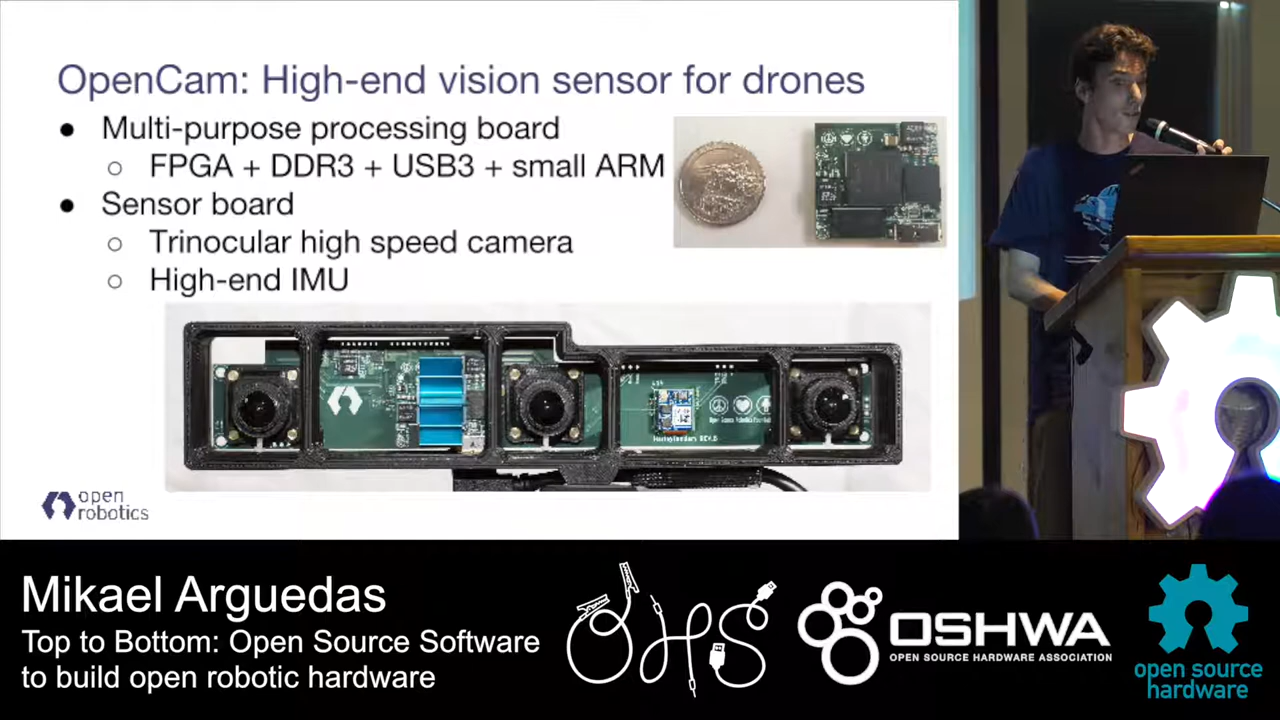 OpenCam: High-end vision sensor for drones
● Multi-purpose processing board
○ FPGA + DDR3 + USB3 + small ARM
● Sensor board
○ Trinocular high speed camera
○ High-end IMU
open
robotics
Mikael Arguedas
Top to Bottom: Open Source Software
to build open robotic hardware
OHS
OSHWA
OPEN SOURCE HARDWARE ASSOCIATION
open source
hardware